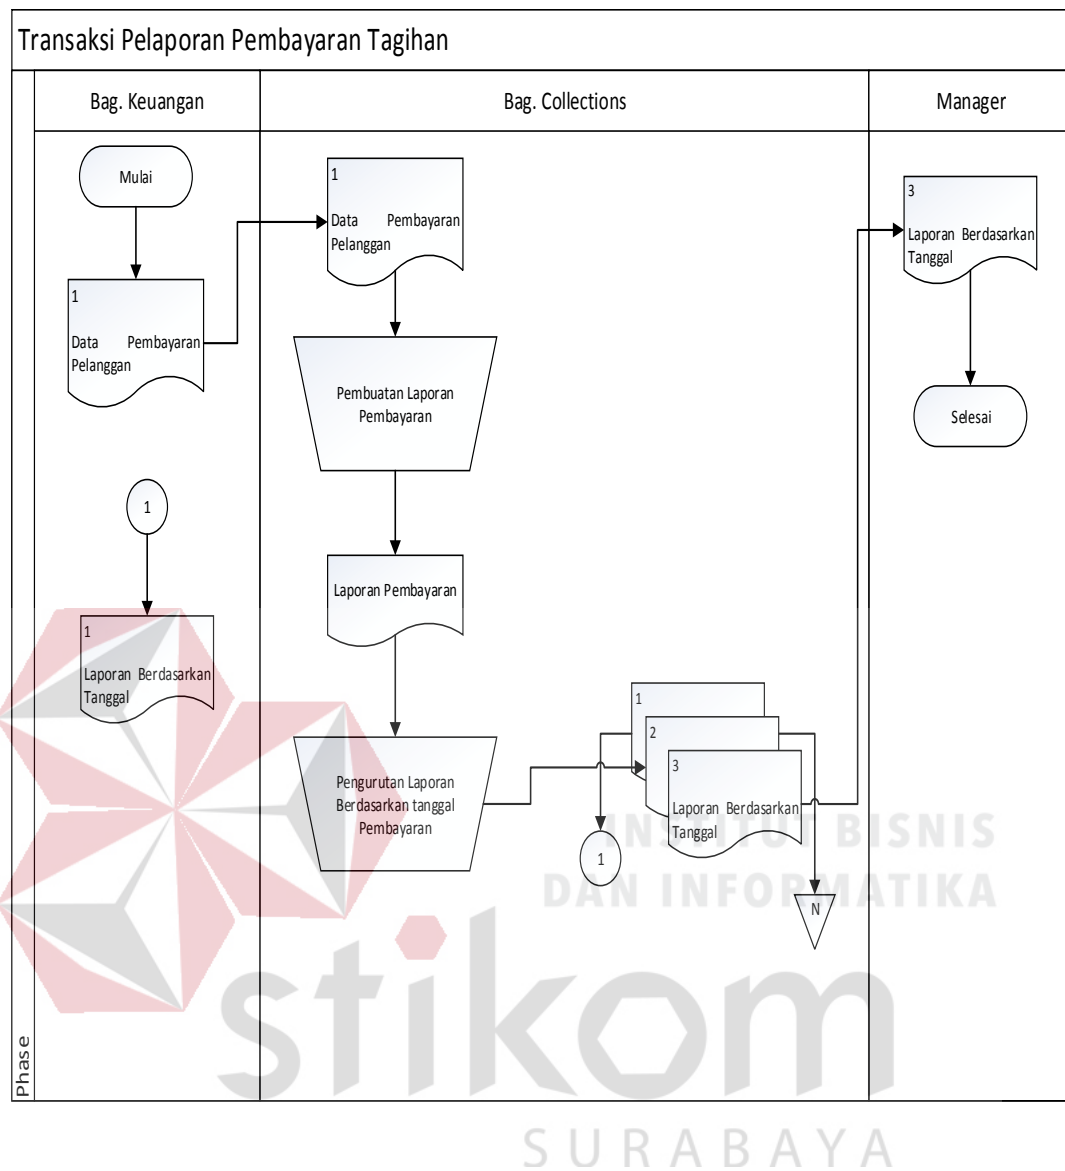 Transaksi Pelaporan Pembayaran Tagihan
Bag. Keuangan
Bag. Collections
Manager
Mulai
1
Data Pembayaran
Pelanggan
1
1
Laporan Berdasarkan
Tanggal
1
Data Pembayaran
Pelanggan
Pembuatan Laporan
Pembayaran
Laporan Pembayaran
Pengurutan Laporan
Berdasarkan tanggal
Pembayaran
1
2
3
Laporan Berdasarkan
Tanggal
1
N
3
Laporan Berdasarkan
Tanggal
Selesai
Phase
INSTITUT BISNIS
DAN INFORMATIKA
stikom
SURABAYA